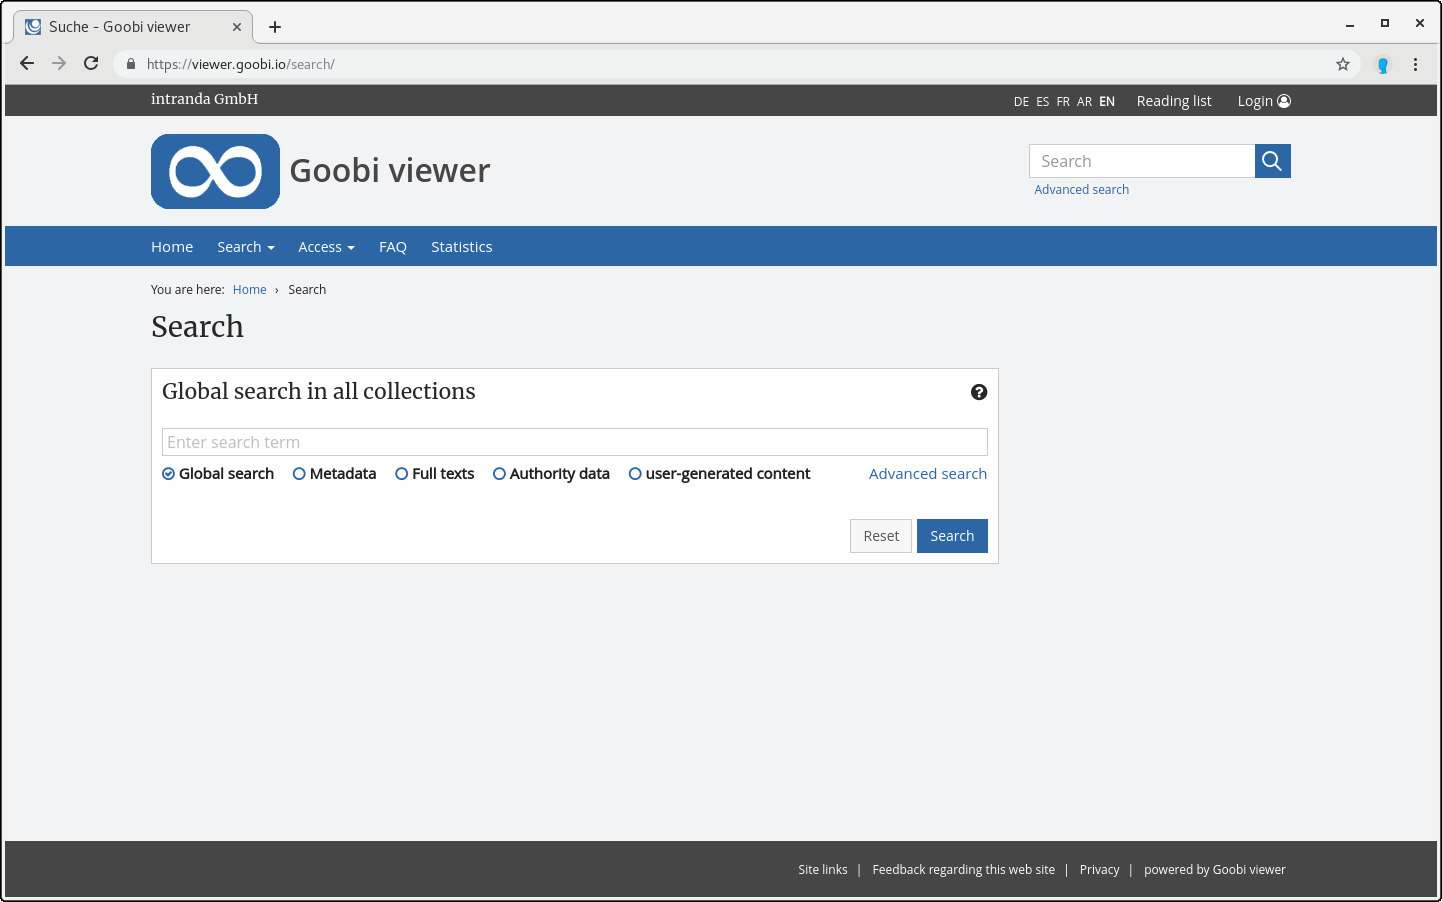 Suche - Goobi viewer
https://viewer.goobi.io/search/
intranda GmbH DE ES FR AR EN Reading list Login
Goobi viewer
Search
Advanced search
Home Search Access FAQ Statistics
You are here: Home › Search
Search
Global search in all collections
Enter search term
Global search Metadata Full texts Authority data user-generated content Advanced search
Reset Search
Site links | Feedback regarding this web site | Privacy | powered by Goobi viewer